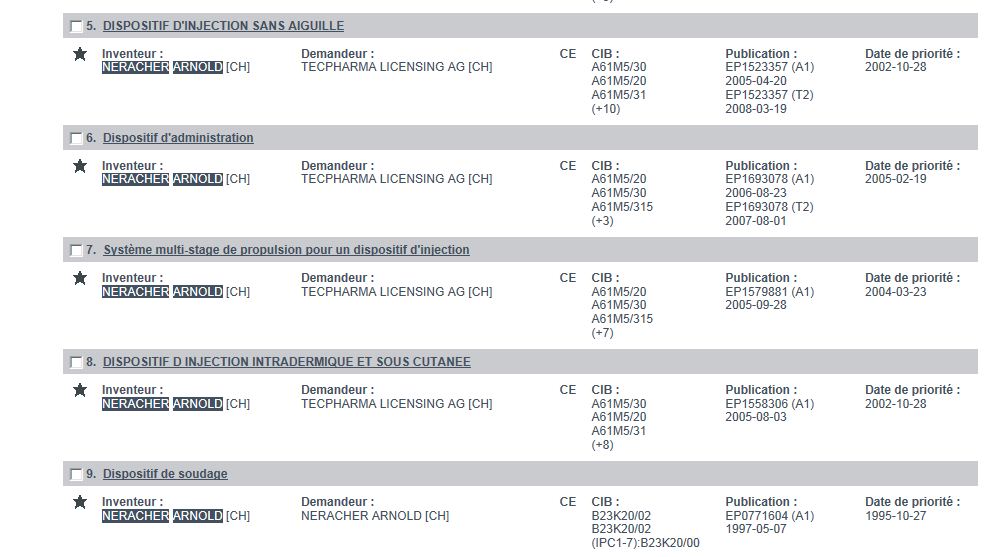 5. DISPOSITIF D'INJECTION SANS AIGUILLE
Inventeur : Demandeur : CE CIB : Publication : Date de priorité :
NERACHER ARNOLD [CH] TECPHARMA LICENSING AG [CH] A61M5/30 EP1523357 (A1) 2002-10-28
A61M5/20 2005-04-20
A61M5/31 EP1523357 (T2)
(+10) 2008-03-19
6. Dispositif d'administration
Inventeur : Demandeur : CE CIB : Publication : Date de priorité :
NERACHER ARNOLD [CH] TECPHARMA LICENSING AG [CH] A61M5/20 EP1693078 (A1) 2005-02-19
A61M5/30 2006-08-23
A61M5/315 EP1693078 (T2)
(+3) 2007-08-01
7. Système multi-stage de propulsion pour un dispositif d'injection
Inventeur : Demandeur : CE CIB : Publication : Date de priorité :
NERACHER ARNOLD [CH] TECPHARMA LICENSING AG [CH] A61M5/20 EP1579881 (A1) 2004-03-23
A61M5/30 2005-09-28
A61M5/315
(+7)
8. DISPOSITIF D INJECTION INTRADERMIQUE ET SOUS CUTANEE
Inventeur : Demandeur : CE CIB : Publication : Date de priorité :
NERACHER ARNOLD [CH] TECPHARMA LICENSING AG [CH] A61M5/30 EP1558306 (A1) 2002-10-28
A61M5/20 2005-08-03
A61M5/31
(+8)
9. Dispositif de soudage
Inventeur : Demandeur : CE CIB : Publication : Date de priorité :
NERACHER ARNOLD [CH] NERACHER ARNOLD [CH] B23K20/02 EP0771604 (A1) 1995-10-27
B23K20/02 1997-05-07
(IPC1-7):B23K20/00